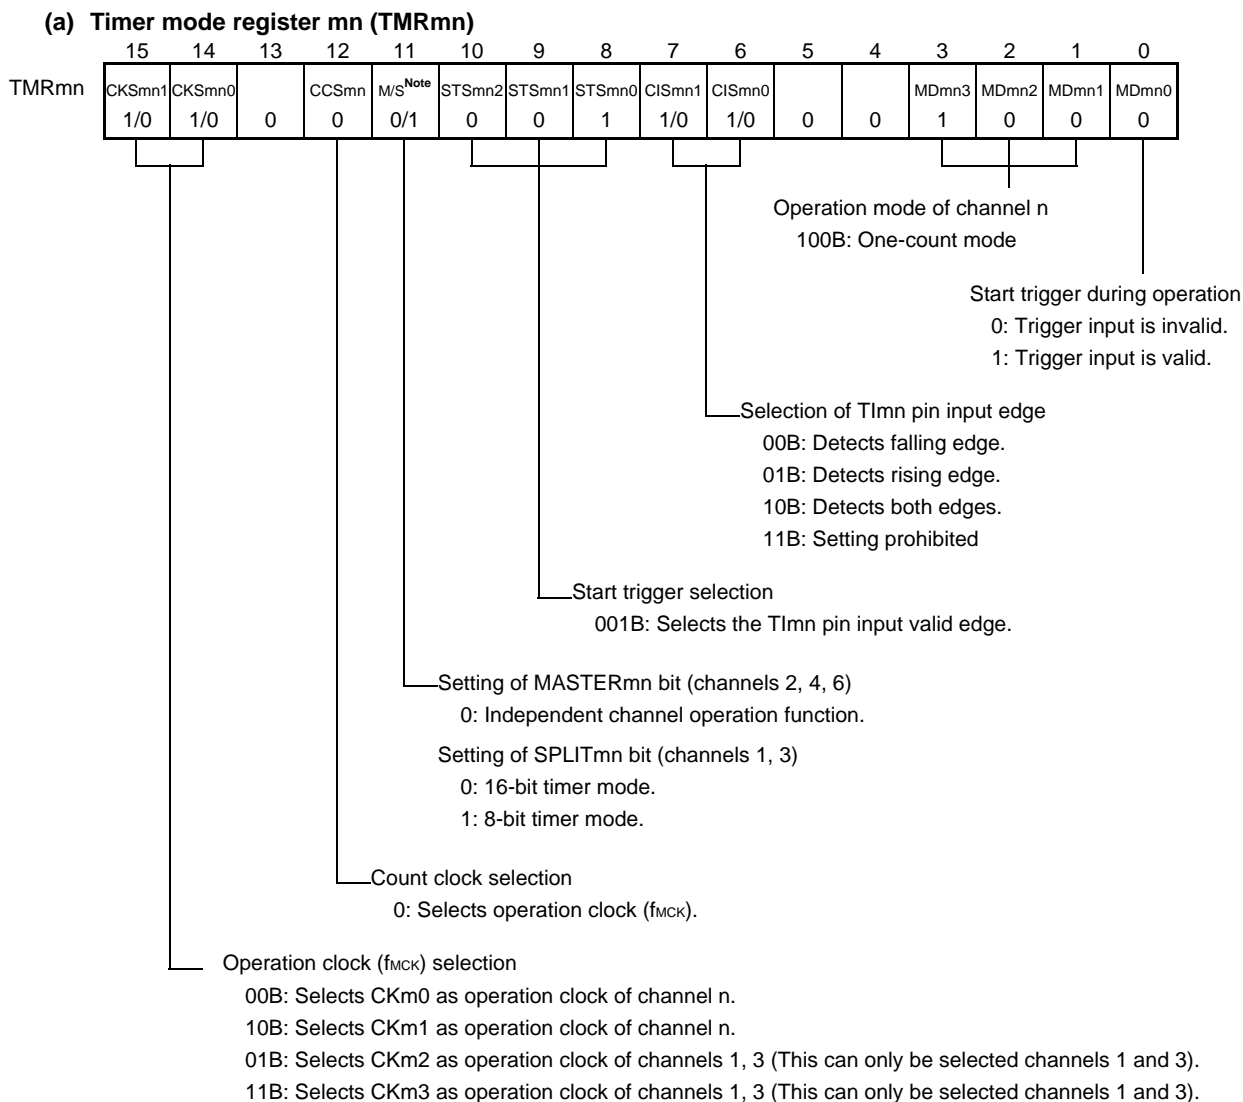 (a) Timer mode register mn (TMRmn)
15 14 13 12 11 10 9 8 7 6 5 4 3 2 1 0
TMRmn CKSmn1 CKSmn0 CCSmn M/SNote STSmn2 STSmn1 STSmn0 CISmn1 CISmn0 MDmn3 MDmn2 MDmn1 MDmn0
1/0 1/0 0 0 0/1 0 0 1 1/0 1/0 0 0 1 0 0 0
Operation mode of channel n
100B: One-count mode
Start trigger during operation
0: Trigger input is invalid.
1: Trigger input is valid.
Selection of TImn pin input edge
00B: Detects falling edge.
01B: Detects rising edge.
10B: Detects both edges.
11B: Setting prohibited
Start trigger selection
001B: Selects the TImn pin input valid edge.
Setting of MASTERmn bit (channels 2, 4, 6)
0: Independent channel operation function.
Setting of SPLITmn bit (channels 1, 3)
0: 16-bit timer mode.
1: 8-bit timer mode.
Count clock selection
0: Selects operation clock (fMCK).
Operation clock (fMCK) selection
00B: Selects CKm0 as operation clock of channel n.
10B: Selects CKm1 as operation clock of channel n.
01B: Selects CKm2 as operation clock of channels 1, 3 (This can only be selected channels 1 and 3).
11B: Selects CKm3 as operation clock of channels 1, 3 (This can only be selected channels 1 and 3).